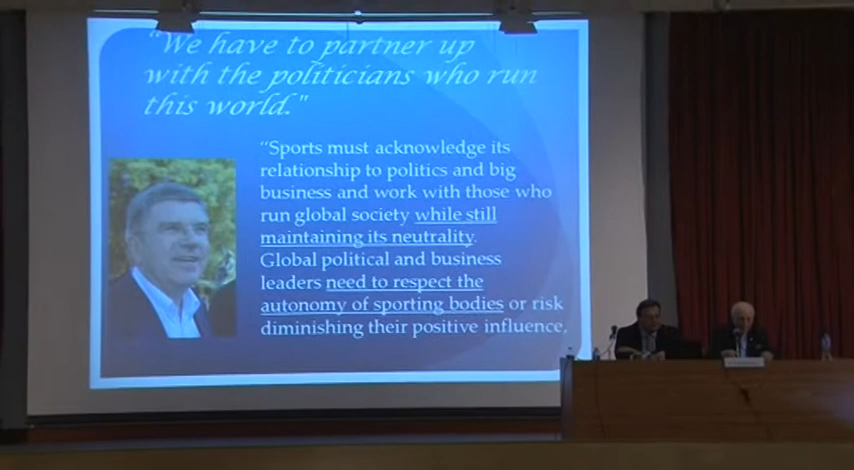 "We have to partner up
with the politicians who run
this world."
"Sports must acknowledge its
relationship to politics and big
business and work with those who
run global society while still
maintaining its neutrality.
Global political and business
leaders need to respect the
autonomy of sporting bodies or risk
diminishing their positive influence.